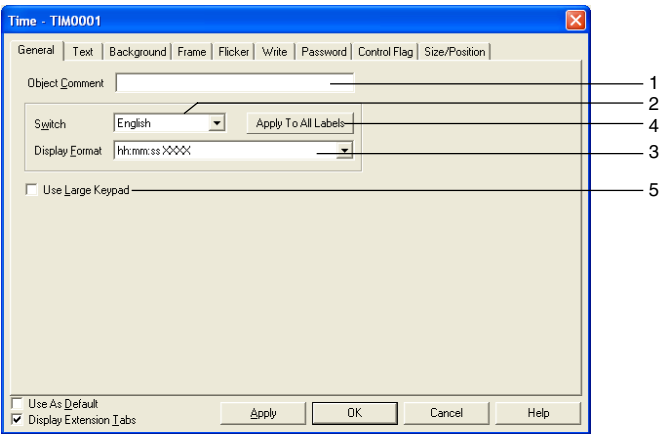 Time - TIM0001
General Text Background Frame Flicker Write Password Control Flag Size/Position
Object Comment 1
2
Switch English Apply To All Labels 4
Display Format hh:mm:ss XXXX 3
Use Large Keypad 5
Use As Default
Display Extension Tabs
Apply OK Cancel Help